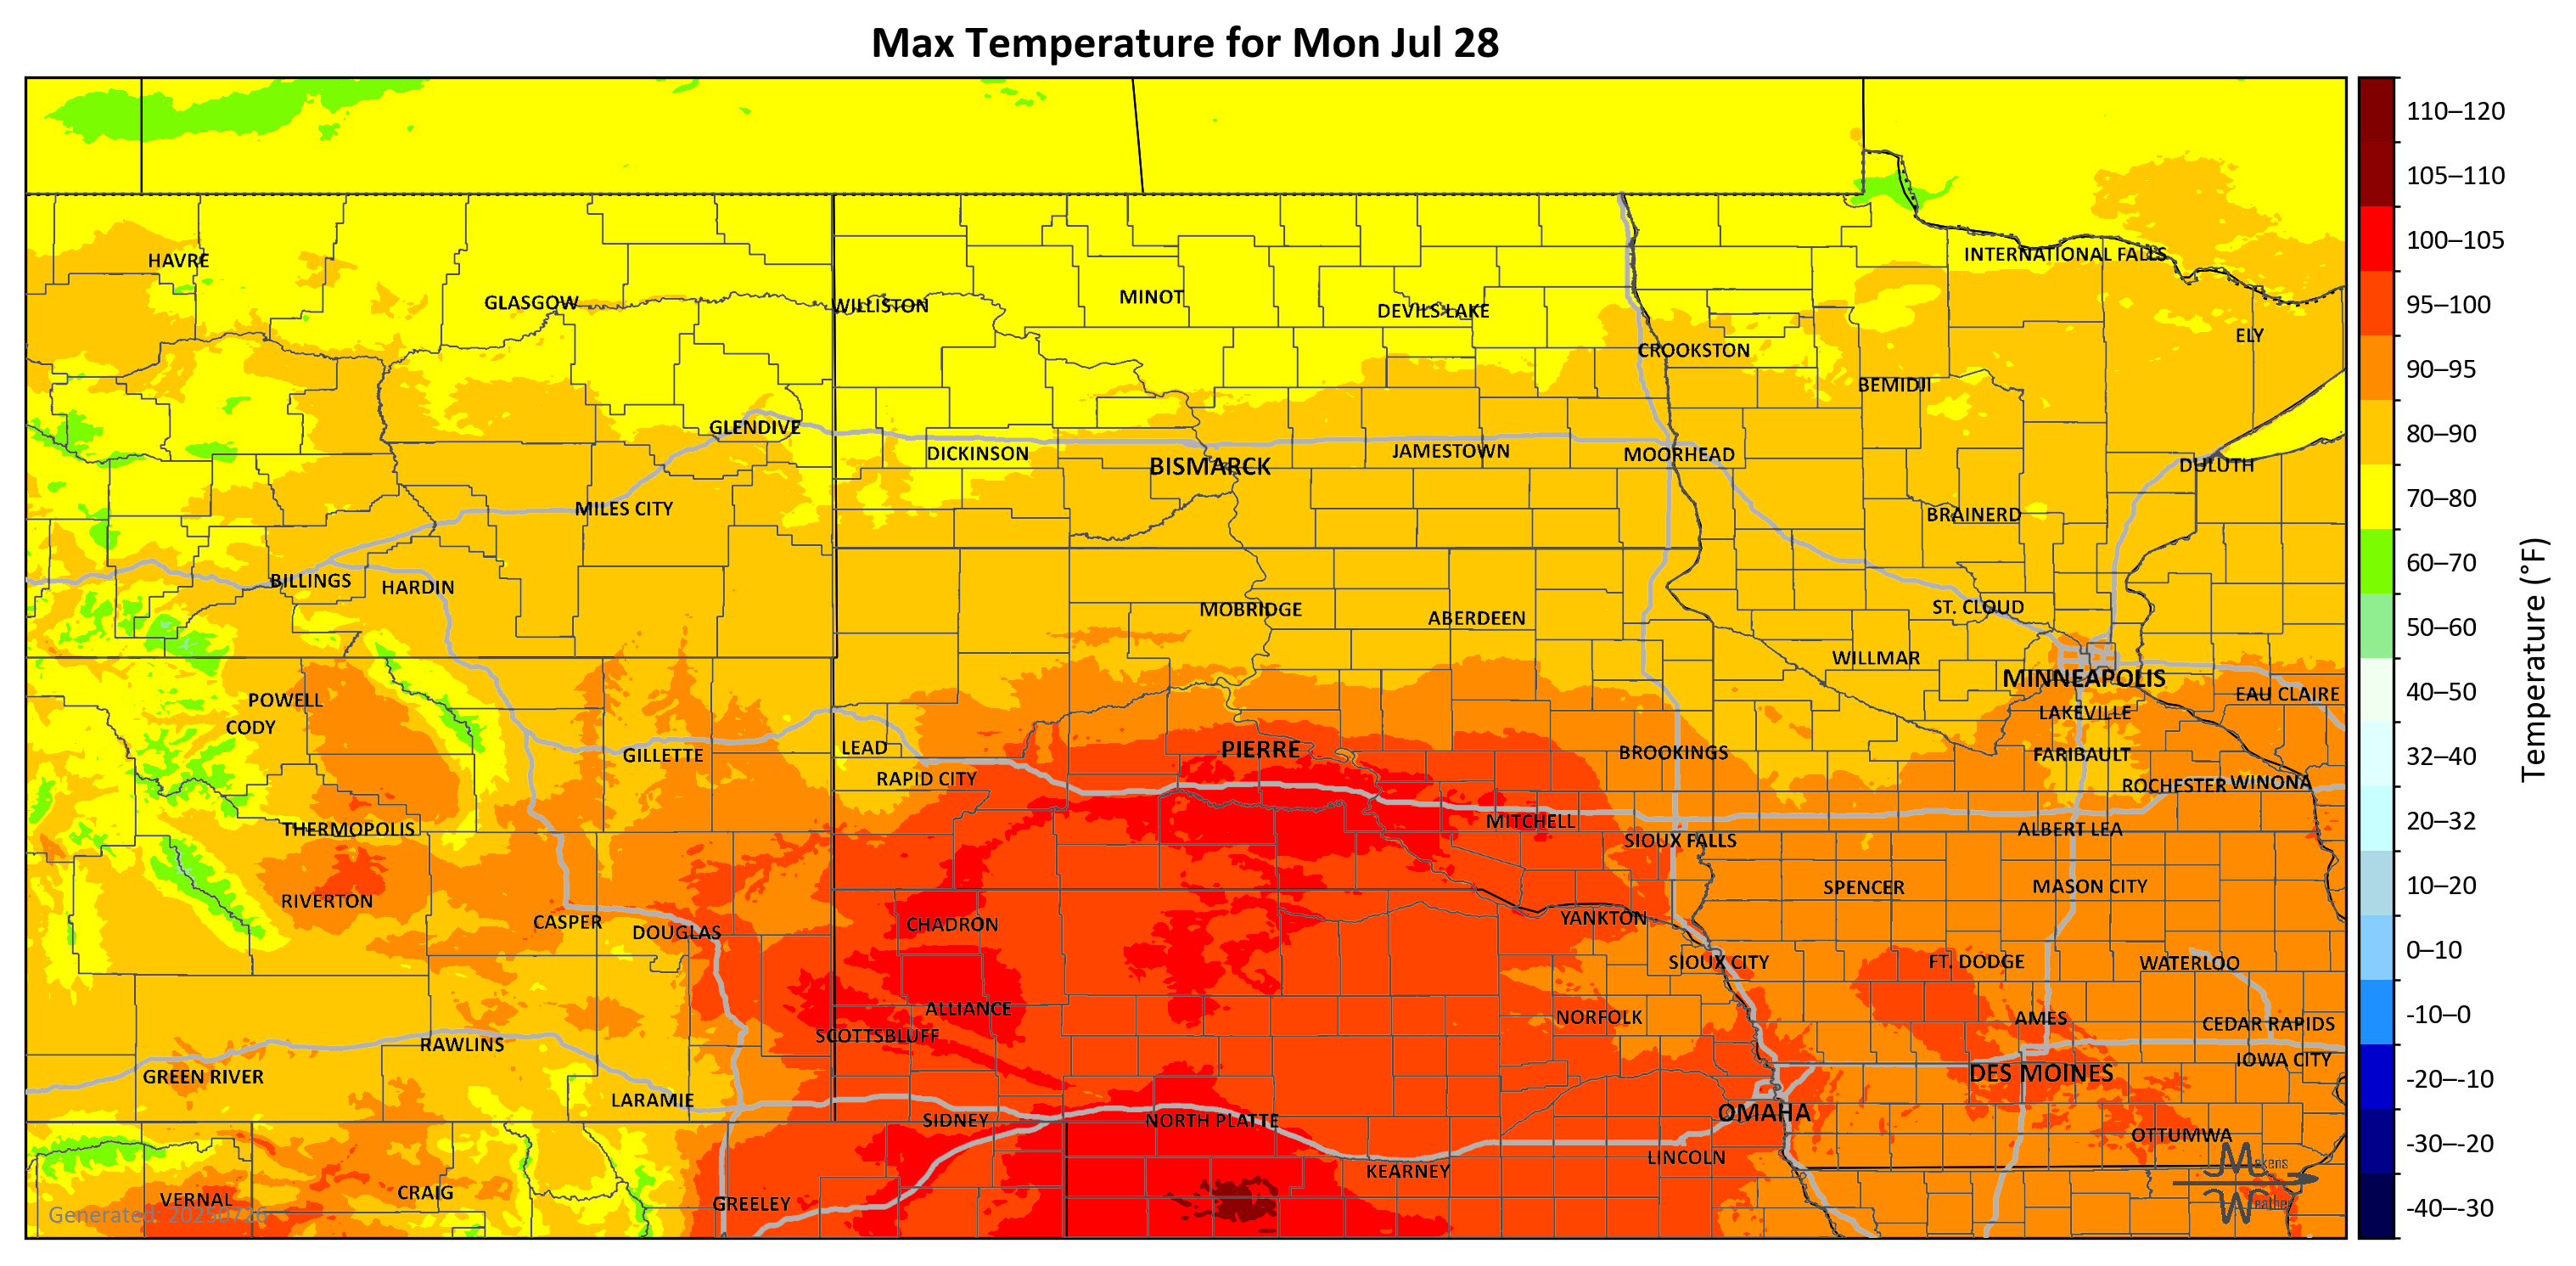 Max Temperature for Mon Jul 28
110–120
105–110
HAVRE
INTERNATIONAL FALLS
100–105
GLASGOW
WILLISTON
MINOT
DEVILS LAKE
95–100
ELY
CROOKSTON
90–95
BEMIDJI
GLENDIVE
80–90
DICKINSON
BISMARCK
JAMESTOWN
MOORHEAD
DULUTH
70–80
MILES CITY
BRAINERD
60–70
BILLINGS
HARDIN
MOBRIDGE
ABERDEEN
ST. CLOUD
50–60
WILLMAR
MINNEAPOLIS
Temperature (°F)
POWELL
EAU CLAIRE
40–50
CODY
LAKEVILLE
GILLETTE
LEAD
PIERRE
BROOKINGS
FARIBAULT
32–40
RAPID CITY
ROCHESTER
WINONA
THERMOPOLIS
MITCHELL
SIOUX FALLS
ALBERT LEA
20–32
RIVERTON
SPENCER
MASON CITY
10–20
CASPER
DOUGLAS
CHADRON
YANKTON
SIOUX CITY
FT. DODGE
WATERLOO
0–10
ALLIANCE
NORFOLK
AMES
CEDAR RAPIDS
-10–0
SCOTTSBLUFF
RAWLINS
IOWA CITY
GREEN RIVER
DES MOINES
-20–-10
LARAMIE
SIDNEY
NORTH PLATTE
OMAHA
OTTUMWA
-30–-20
KEARNEY
LINCOLN
Makens
VERNAL
CRAIG
GREELEY
Weather
-40–-30
Generated: 20250726